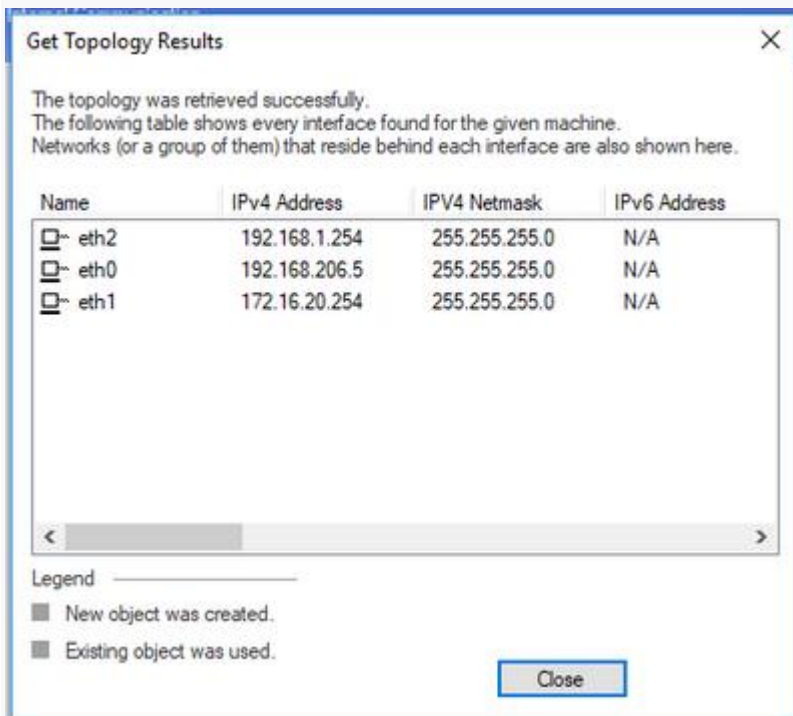 Internal Communication
Get Topology Results
The topology was retrieved successfully.
The following table shows every interface found for the given machine.
Networks (or a group of them) that reside behind each interface are also shown here.
Name IPv4 Address IPV4 Netmask IPv6 Address
eth2 192.168.1.254 255.255.255.0 N/A
eth0 192.168.206.5 255.255.255.0 N/A
eth1 172.16.20.254 255.255.255.0 N/A
Legend
New object was created.
Existing object was used.
Close